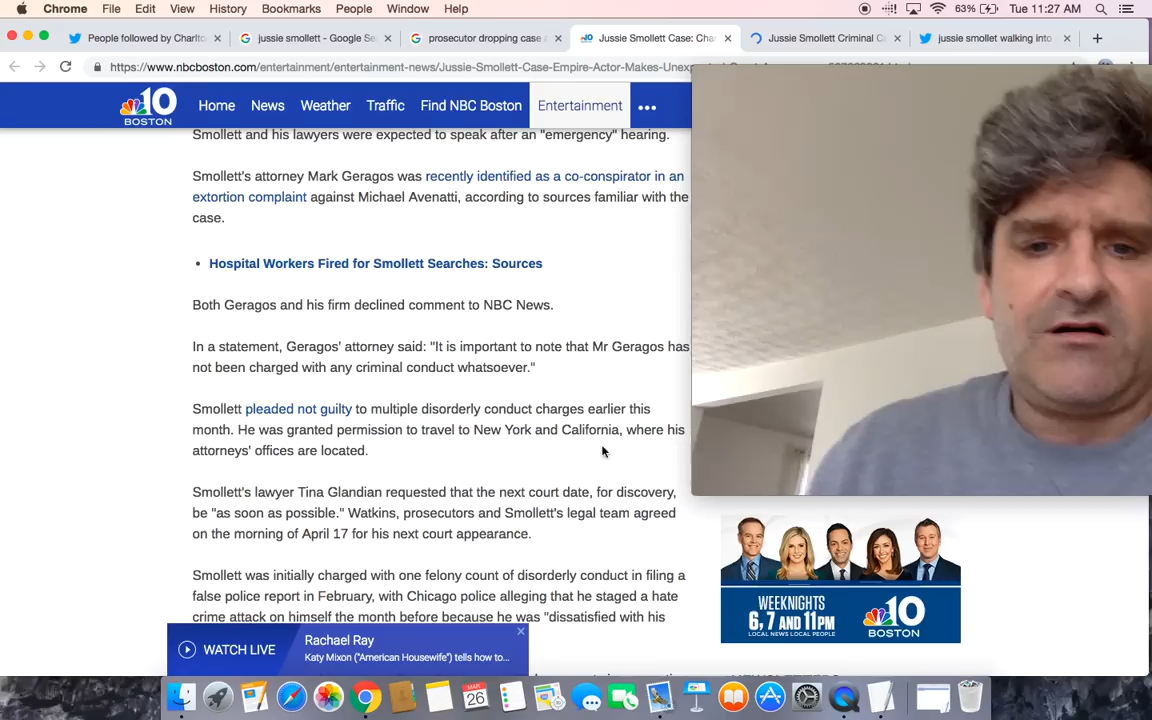 Chrome File Edit View History Bookmarks People Window Help 63% Tue 11:27 AM
People followed by Charlto jussie smollett - Google Se prosecutor dropping case Jussie Smollett Case: Cha Jussie Smollett Criminal C jussie smollet walking into
https://www.nbcboston.com/entertainment/entertainment-news/Jussie-Smollett-Case-Empire-Actor-Makes-Unex
10 BOSTON Home News Weather Traffic Find NBC Boston Entertainment
Smollett and his lawyers were expected to speak after an "emergency" hearing.
Smollett's attorney Mark Geragos was recently identified as a co-conspirator in an
extortion complaint against Michael Avenatti, according to sources familiar with the
case.
• Hospital Workers Fired for Smollett Searches: Sources
Both Geragos and his firm declined comment to NBC News.
In a statement, Geragos' attorney said: "It is important to note that Mr Geragos has
not been charged with any criminal conduct whatsoever."
Smollett pleaded not guilty to multiple disorderly conduct charges earlier this
month. He was granted permission to travel to New York and California, where his
attorneys' offices are located.
Smollett's lawyer Tina Glandian requested that the next court date, for discovery,
be "as soon as possible." Watkins, prosecutors and Smollett's legal team agreed
on the morning of April 17 for his next court appearance.
Smollett was initially charged with one felony count of disorderly conduct in filing a
false police report in February, with Chicago police alleging that he staged a hate
crime attack on himself the month before because he was "dissatisfied with his
WATCH LIVE
Rachael Ray
Katy Mixon ("American Housewife") tells how to...
WEEKNIGHTS
6, 7 AND 11PM
LOCAL NEWS LOCAL PEOPLE
10 BOSTON
MAR
26